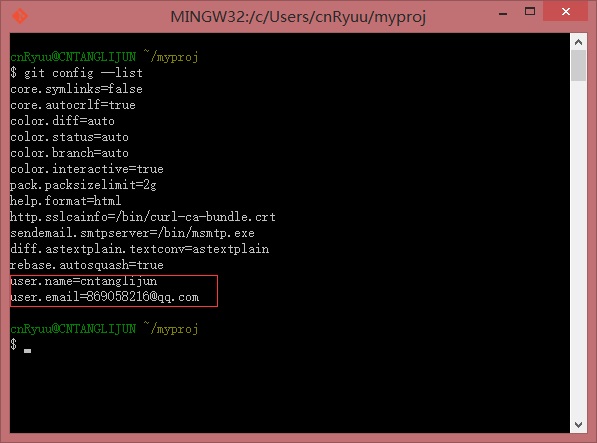 MINGW32:/c/Users/cnRyuu/myproj
cnRyuu@CNTANGLIJUN ~/myproj
$ git config --list
core.symlinks=false
core.autocrlf=true
color.diff=auto
color.status=auto
color.branch=auto
color.interactive=true
pack.packsizelimit=2g
help.format=html
http.sslcainfo=/bin/curl-ca-bundle.crt
sendemail.smtpserver=/bin/msmtp.exe
diff.astextplain.textconv=astextplain
rebase.autosquash=true
user.name=cntanglijun
user.email=869058216@qq.com
cnRyuu@CNTANGLIJUN ~/myproj
$